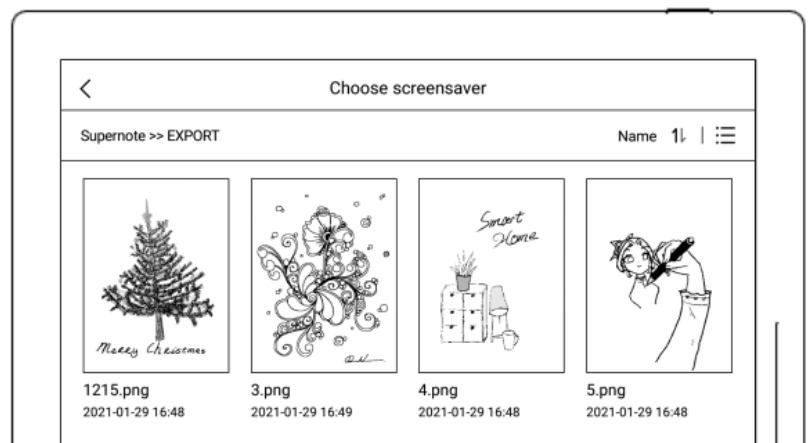 Choose screensaver
Supernote >> EXPORT
Name
Smart
Home
Merry Christmas
1215.png
3.png
4.png
5.png
2021-01-29 16:48
2021-01-29 16:49
2021-01-29 16:48
2021-01-29 16:48